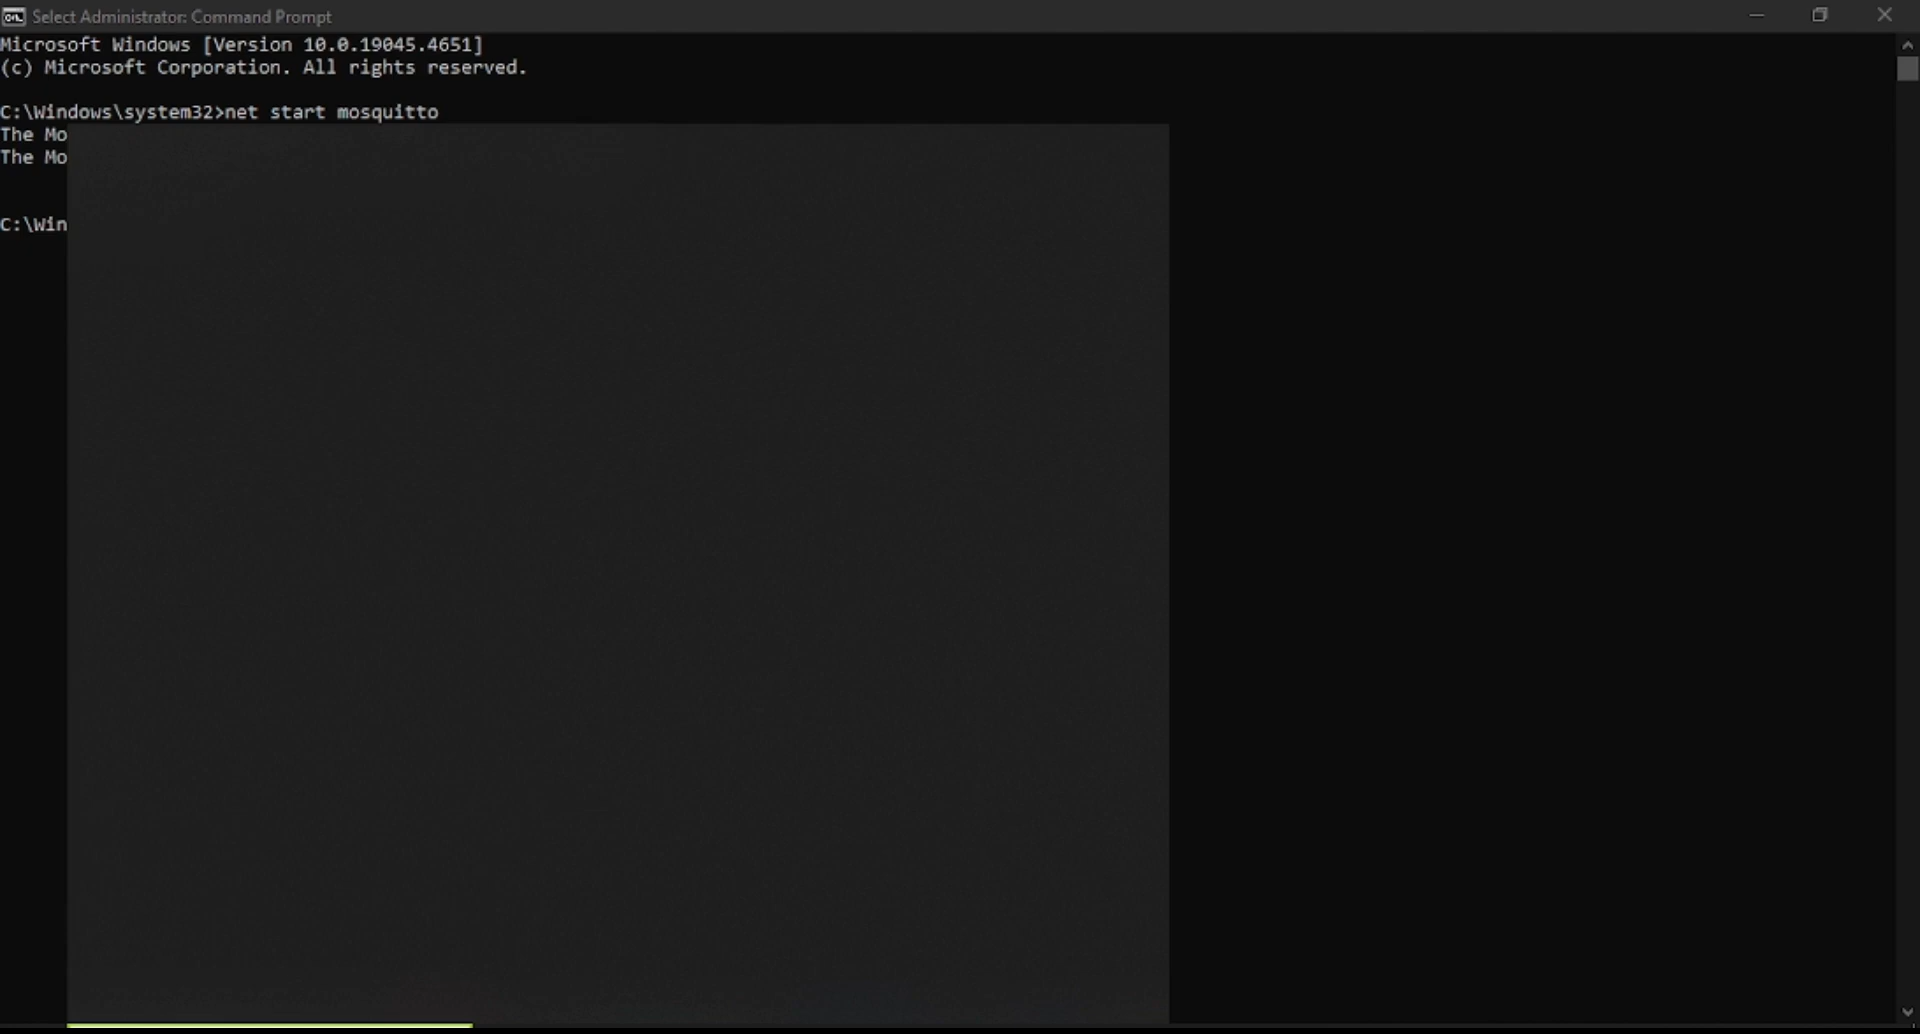 Select Administrator: Command Prompt
Microsoft Windows [Version 10.0.19045.4651]
(c) Microsoft Corporation. All rights reserved.
C:\Windows\system32>net start mosquitto
The Mo
The Mo
C:\Win